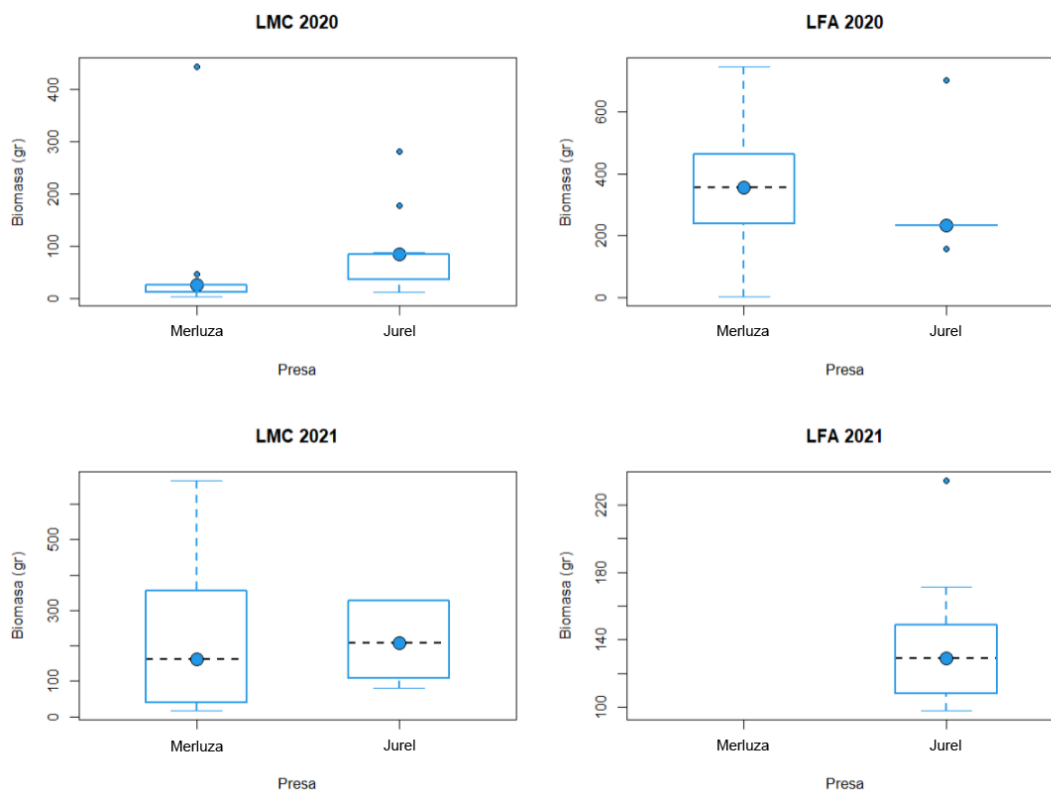 LMC 2020
Biomasa (gr)
400
300
200
100
0
Merluza Jurel
Presa
LFA 2020
Biomasa (gr)
600
400
200
0
Merluza Jurel
Presa
LMC 2021
Biomasa (gr)
500
300
100
0
Merluza Jurel
Presa
LFA 2021
Biomasa (gr)
220
180
140
100
Merluza Jurel
Presa